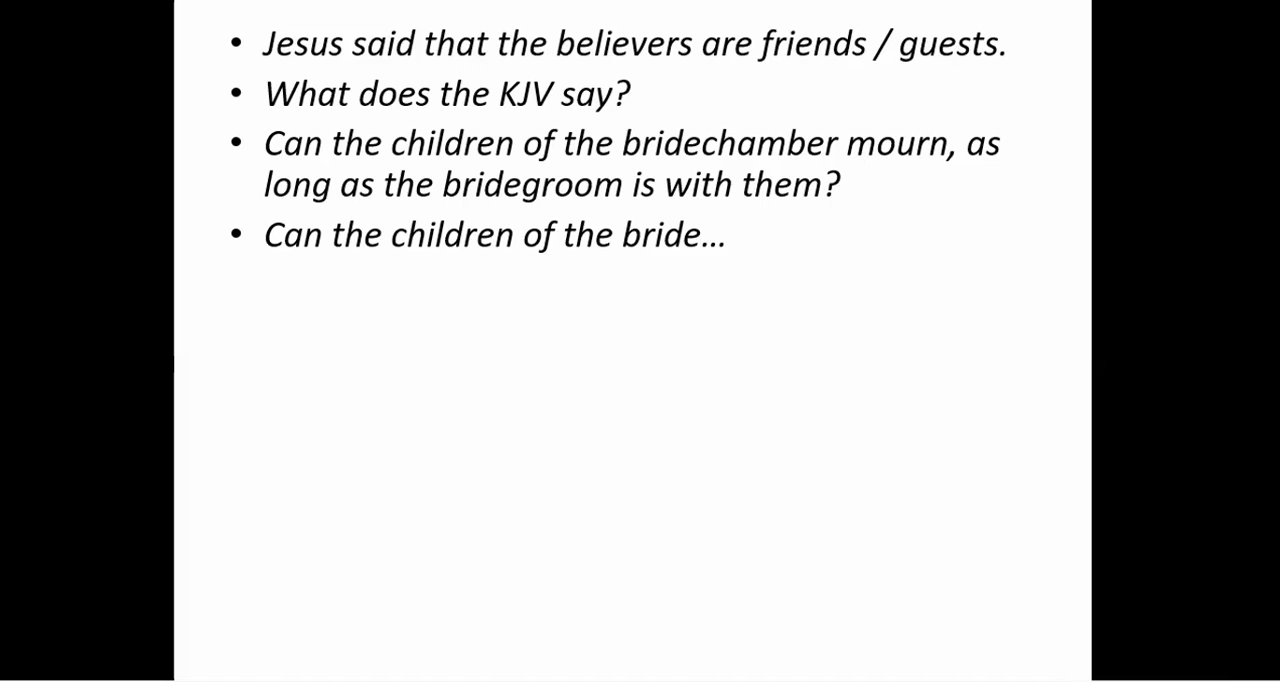 • Jesus said that the believers are friends / guests.
• What does the KJV say?
• Can the children of the bridechamber mourn, as
long as the bridegroom is with them?
• Can the children of the bride...